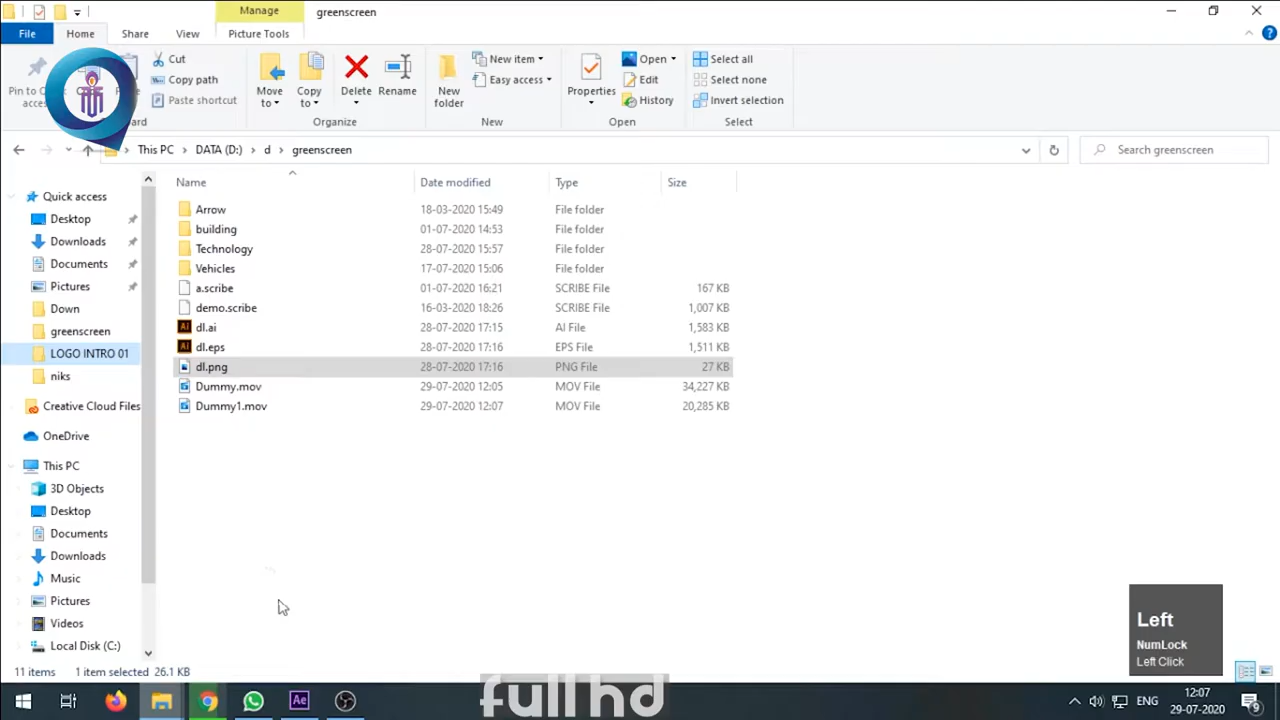 Manage
greenscreen
File
Home
Share
View
Picture Tools
Cut
Copy path
Paste shortcut
Move to
Copy to
Delete
Rename
New folder
New item
Easy access
Properties
Open
Edit
History
Select all
Select none
Invert selection
Organize
New
Open
Select
This PC > DATA (D:) > d > greenscreen
Search greenscreen
Name Date modified Type Size
Arrow 18-03-2020 15:49 File folder
building 01-07-2020 14:53 File folder
Technology 28-07-2020 15:57 File folder
Vehicles 17-07-2020 15:06 File folder
a.scribe 01-07-2020 16:21 SCRIBE File 167 KB
demo.scribe 16-03-2020 18:26 SCRIBE File 1,007 KB
dl.ai 28-07-2020 17:15 AI File 1,583 KB
dl.eps 28-07-2020 17:16 EPS File 1,511 KB
dl.png 28-07-2020 17:16 PNG File 27 KB
Dummy.mov 29-07-2020 12:05 MOV File 34,227 KB
Dummy1.mov 29-07-2020 12:07 MOV File 20,285 KB
Quick access
Desktop
Downloads
Documents
Pictures
Down
greenscreen
LOGO INTRO 01
niks
Creative Cloud Files
OneDrive
This PC
3D Objects
Desktop
Documents
Downloads
Music
Pictures
Videos
Local Disk (C:)
11 items 1 item selected 26.1 KB
Left
NumLock
Left Click
full hd
Ae
ENG
12:07
29-07-2020
9